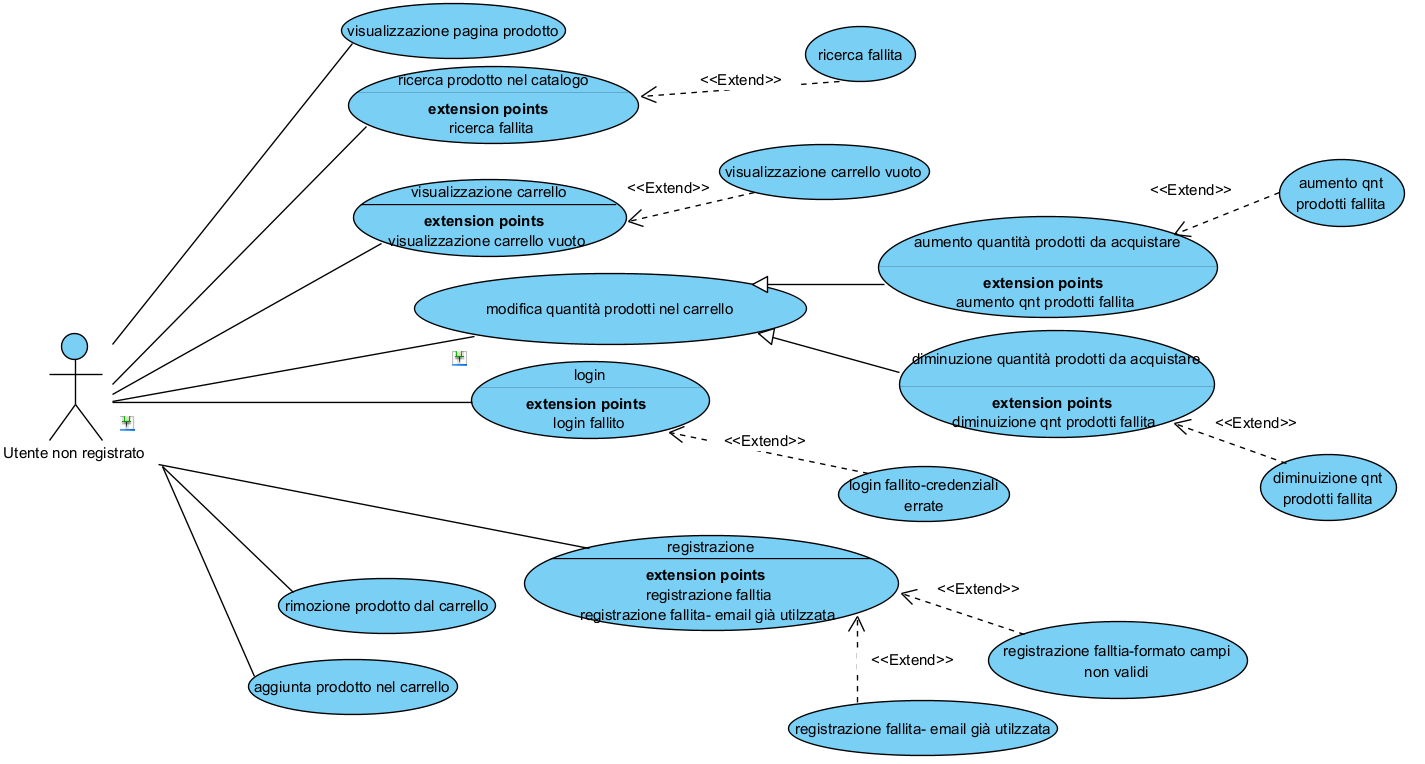 visualizzazione pagina prodotto
ricerca prodotto nel catalogo
extension points
ricerca fallita
<<Extend>>
ricerca fallita
visualizzazione carrello
extension points
visualizzazione carrello vuoto
<<Extend>>
visualizzazione carrello vuoto
modifica quantità prodotti nel carrello
aumento quantità prodotti da acquistare
extension points
aumento qnt prodotti fallita
<<Extend>>
aumento qnt
prodotti fallita
diminuzione quantità prodotti da acquistare
extension points
diminuizione qnt prodotti fallita
<<Extend>>
diminuizione qnt
prodotti fallita
login
extension points
login fallito
<<Extend>>
login fallito-credenziali
errate
Utente non registrato
registrazione
extension points
registrazione falltia
registrazione fallita- email già utilzzata
<<Extend>>
registrazione falltia-formato campi
non validi
<<Extend>>
registrazione fallita- email già utilzzata
rimozione prodotto dal carrello
aggiunta prodotto nel carrello